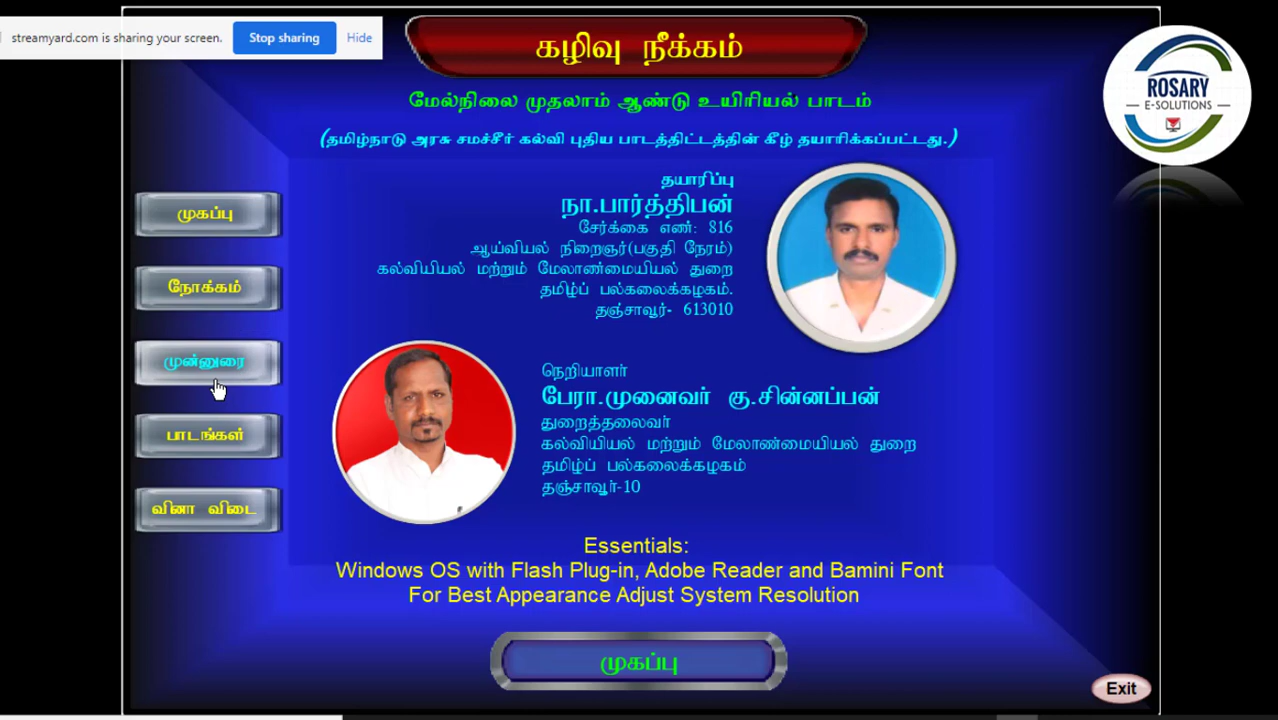 streamyard.com is sharing your screen.
Stop sharing
Hide
கழிவு நீக்கம்
ROSARY
E-SOLUTIONS
மேல்நிலை முதலாம் ஆண்டு உயிரியல் பாடம்
(தமிழ்நாடு அரசு சமச்சீர் கல்வி புதிய பாடத்திட்டத்தின் கீழ் தயாரிக்கப்பட்டது.)
முகப்பு
நோக்கம்
முன்னுரை
பாடங்கள்
வினா விடை
தயாரிப்பு
நா.பார்த்திபன்
சேர்க்கை எண்: 816
ஆய்வியல் நிறைஞர்(பகுதி நேரம்)
கல்வியியல் மற்றும் மேலாண்மையியல் துறை
தமிழ்ப் பல்கலைக்கழகம்.
தஞ்சாவூர்- 613010
நெறியாளர்
பேரா.முனைவர் கு.சின்னப்பன்
துறைத்தலைவர்
கல்வியியல் மற்றும் மேலாண்மையியல் துறை
தமிழ்ப் பல்கலைக்கழகம்
தஞ்சாவூர்-10
Essentials:
Windows OS with Flash Plug-in, Adobe Reader and Bamini Font
For Best Appearance Adjust System Resolution
முகப்பு
Exit